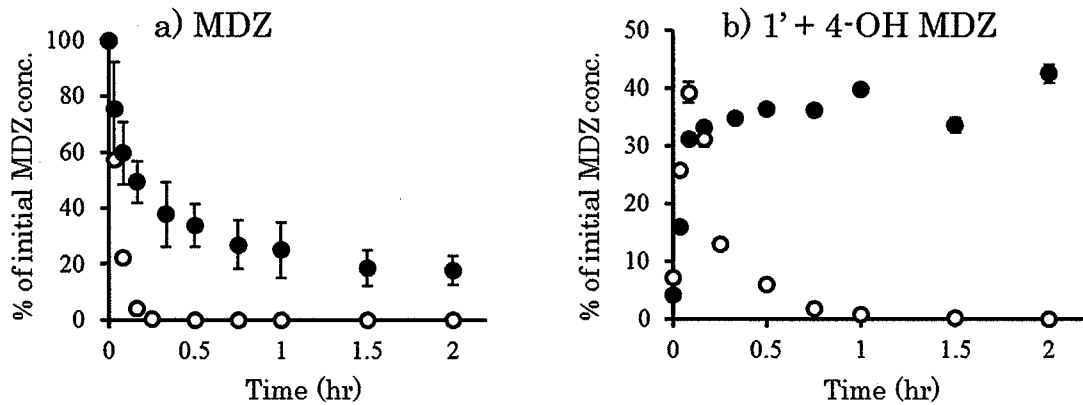 a) MDZ
% of initial MDZ conc.
100
80
60
40
20
0
0 0.5 1 1.5 2
Time (hr)
b) 1’ + 4-OH MDZ
% of initial MDZ conc.
50
40
30
20
10
0
0 0.5 1 1.5 2
Time (hr)